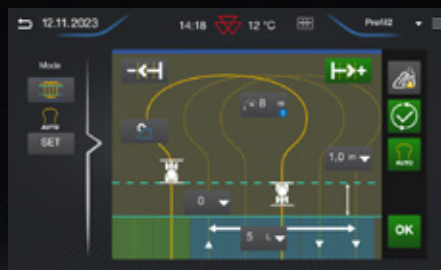 12.11.2023
14:18
12 °C
Profil2
Mode
AUTO
SET
8 m
1,0 m
0
5 L
AUTO
OK